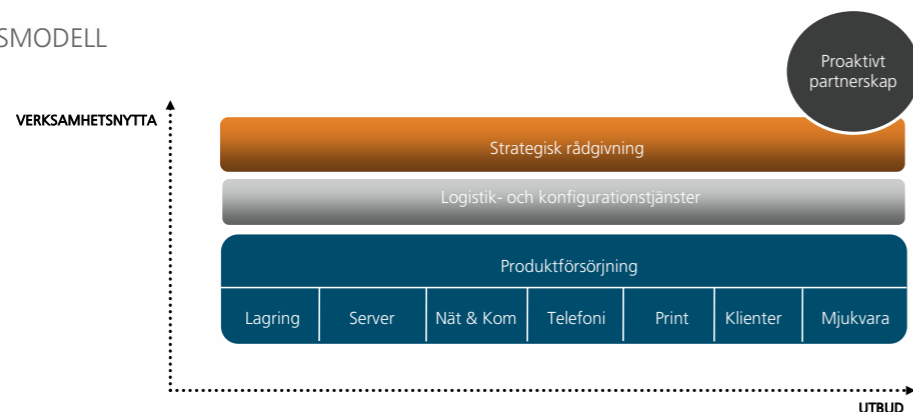 SMODELL
Proaktivt
partnerskap
VERKSAMHETSNYTTA
Strategisk rådgivning
Logistik- och konfigurationstjänster
Produktförsörjning
Lagring
Server
Nät & Kom
Telefoni
Print
Klienter
Mjukvara
UTBUD